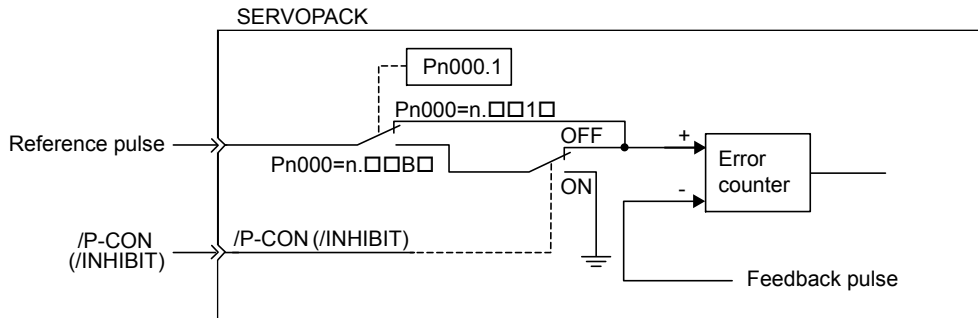 SERVOPACK
Pn000.1
Pn000=n.□□1□
Reference pulse
OFF
+
Pn000=n.□□B□
Error
counter
ON
-
/P-CON
(/INHIBIT)
/P-CON (/INHIBIT)
Feedback pulse